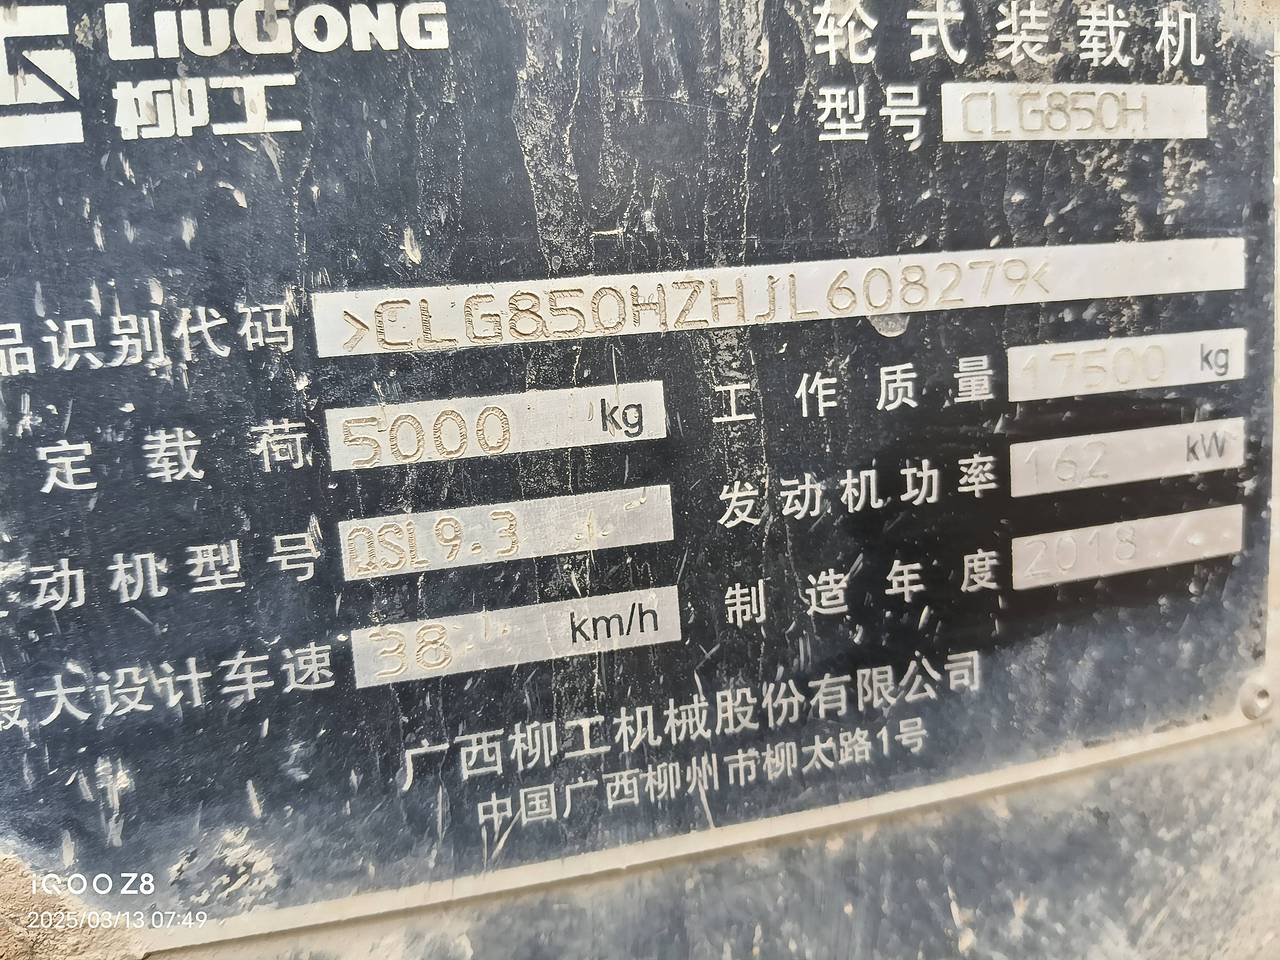 LIUGONG
柳工
轮式装载机
型号 CLG850H
品识别代码 >CLG850HZHJL608279<
定载荷 5000 kg 工作质量 17500 kg
动机型号 QSL9.3 发动机功率 162 kW
最大设计车速 38 km/h 制造年度 2018
广西柳工机械股份有限公司
中国广西柳州市柳太路1号
iQOO Z8
2025/03/13 07:49